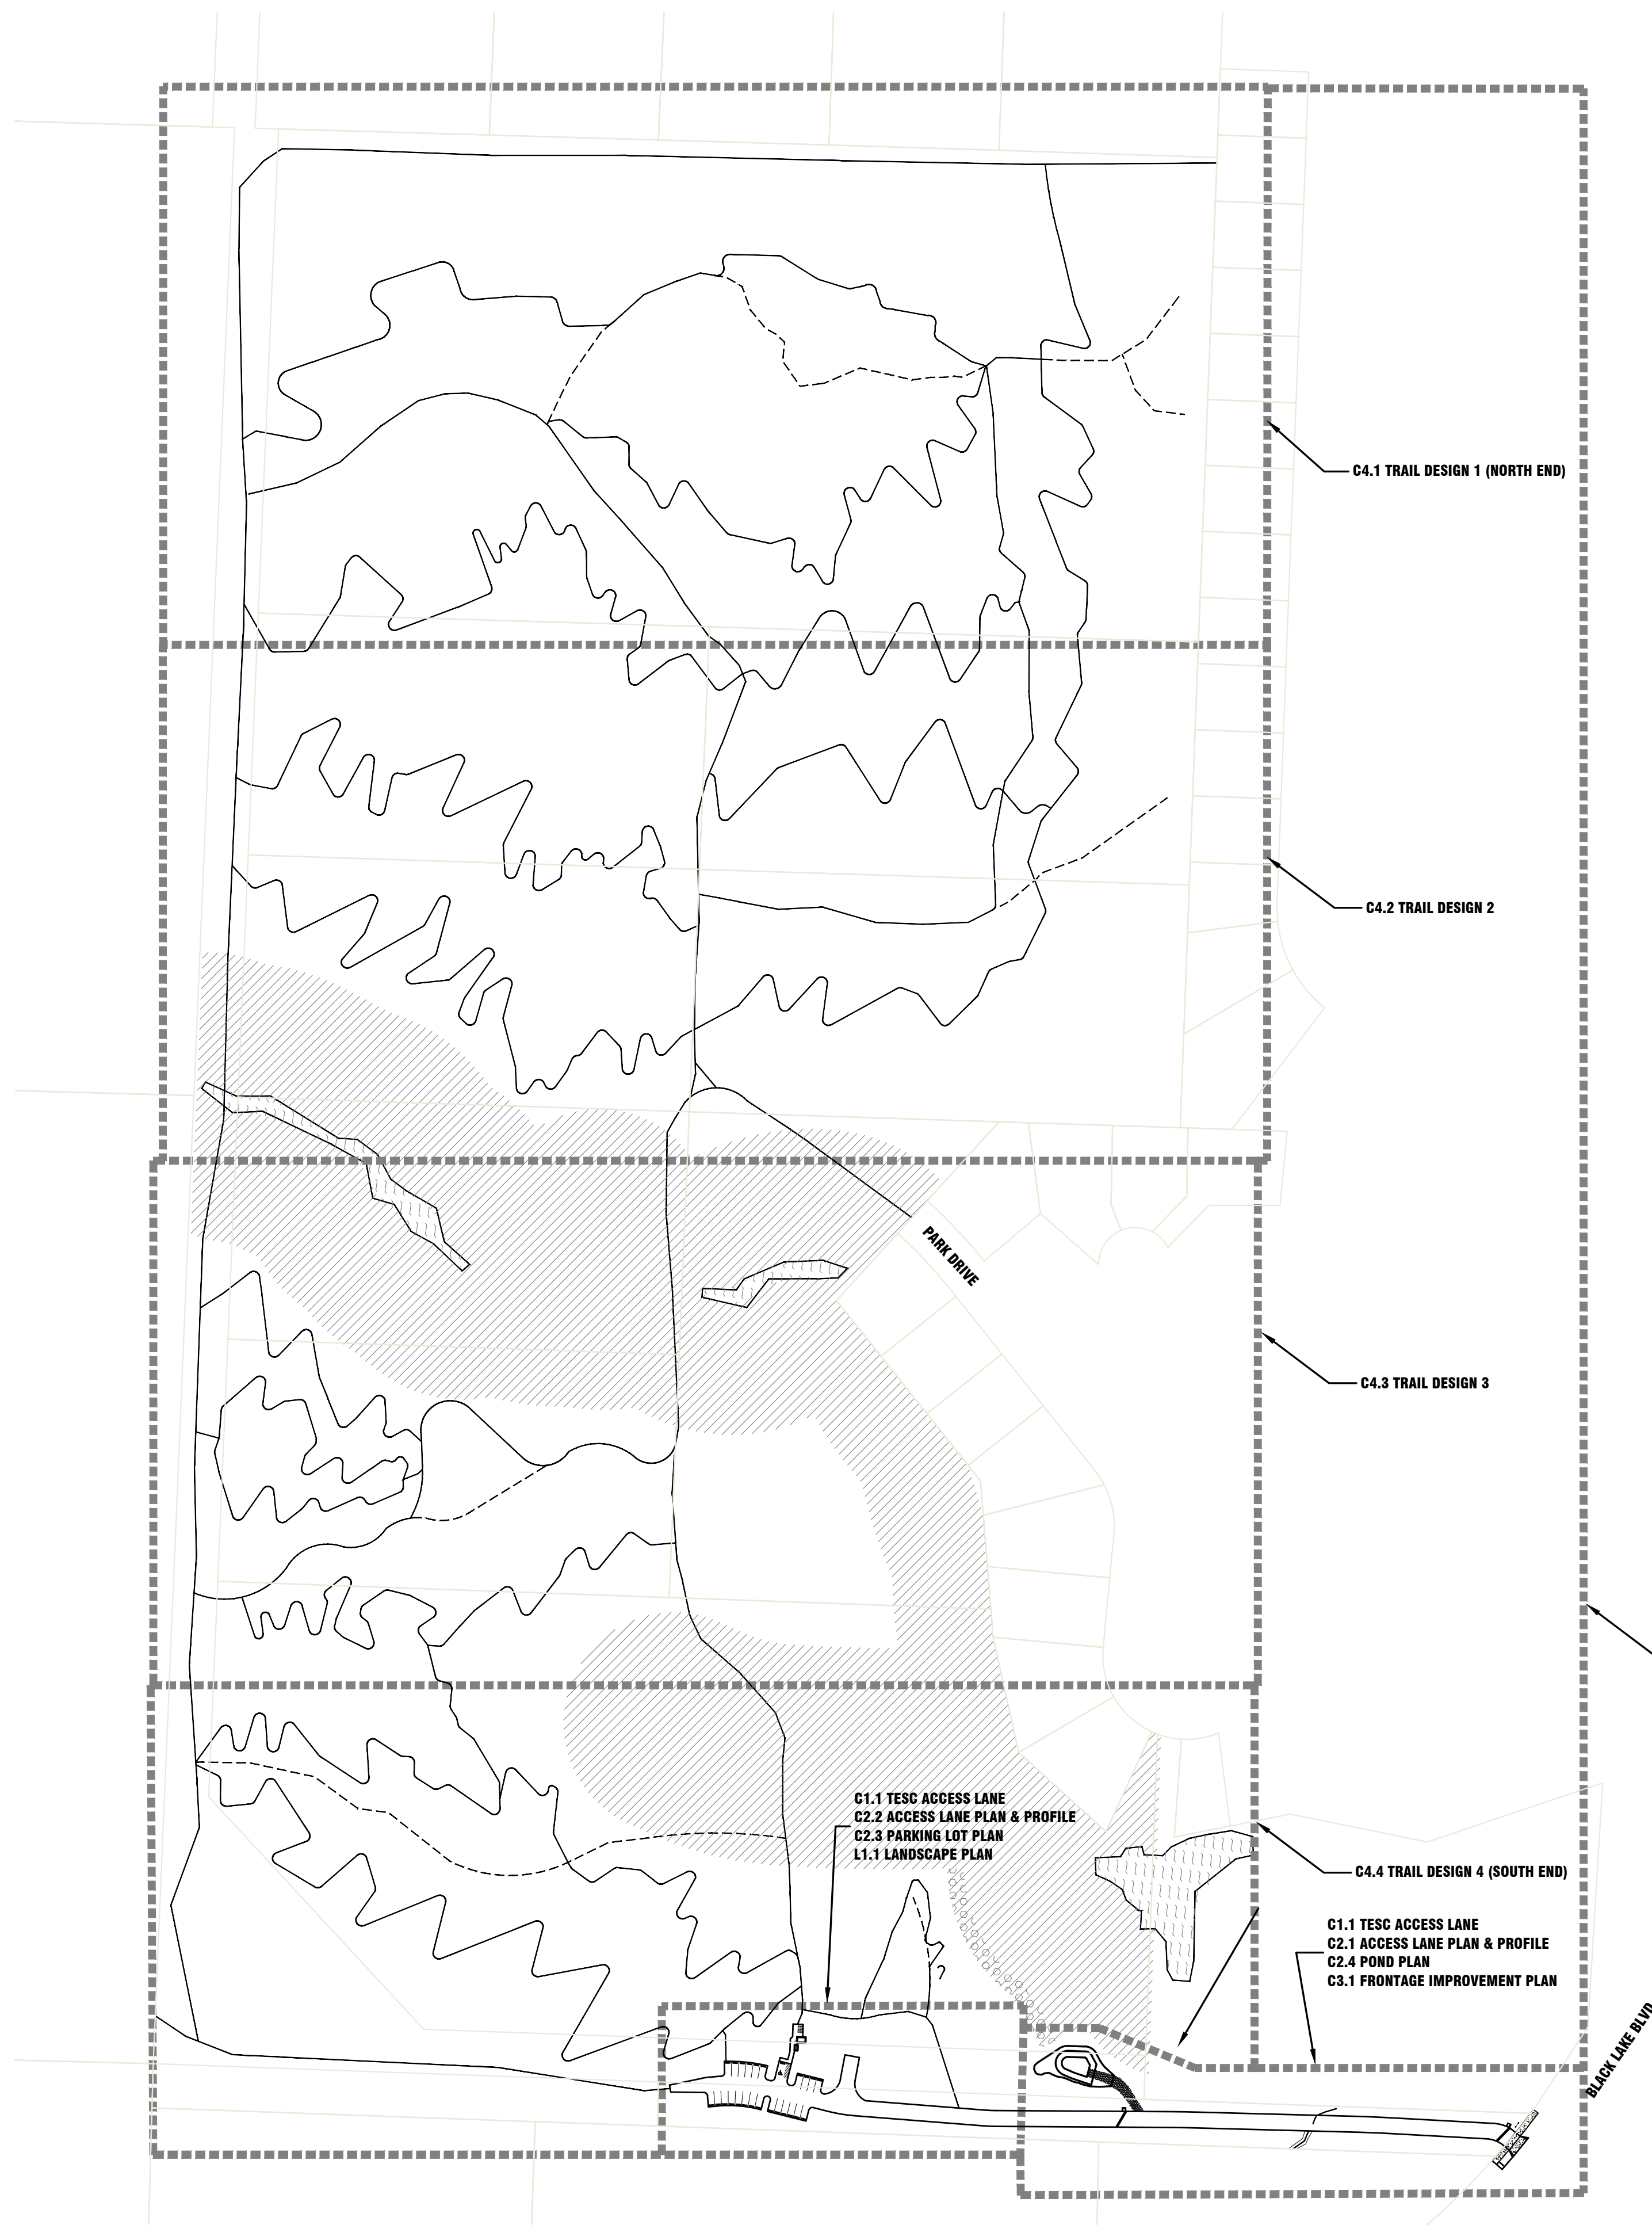 C4.1 TRAIL DESIGN 1 (NORTH END)
C4.2 TRAIL DESIGN 2
PARK DRIVE
C4.3 TRAIL DESIGN 3
C1.1 TESC ACCESS LANE
C2.2 ACCESS LANE PLAN & PROFILE
C2.3 PARKING LOT PLAN
L1.1 LANDSCAPE PLAN
C4.4 TRAIL DESIGN 4 (SOUTH END)
C1.1 TESC ACCESS LANE
C2.1 ACCESS LANE PLAN & PROFILE
C2.4 POND PLAN
C3.1 FRONTAGE IMPROVEMENT PLAN
BLACK LAKE BLVD